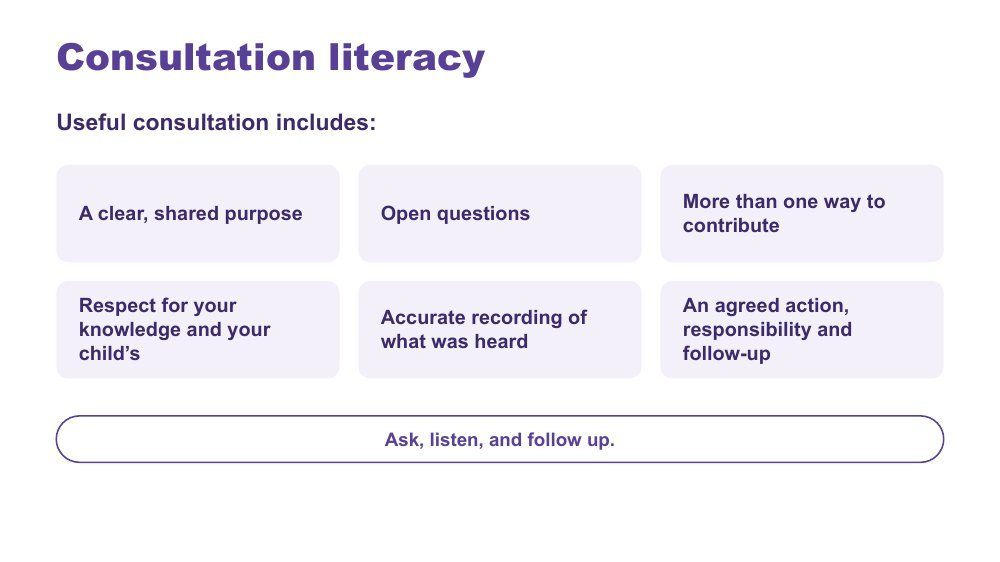 Consultation literacy
Useful consultation includes:
A clear, shared purpose
Open questions
More than one way to
contribute
Respect for your
knowledge and your
child’s
Accurate recording of
what was heard
An agreed action,
responsibility and
follow-up
Ask, listen, and follow up.